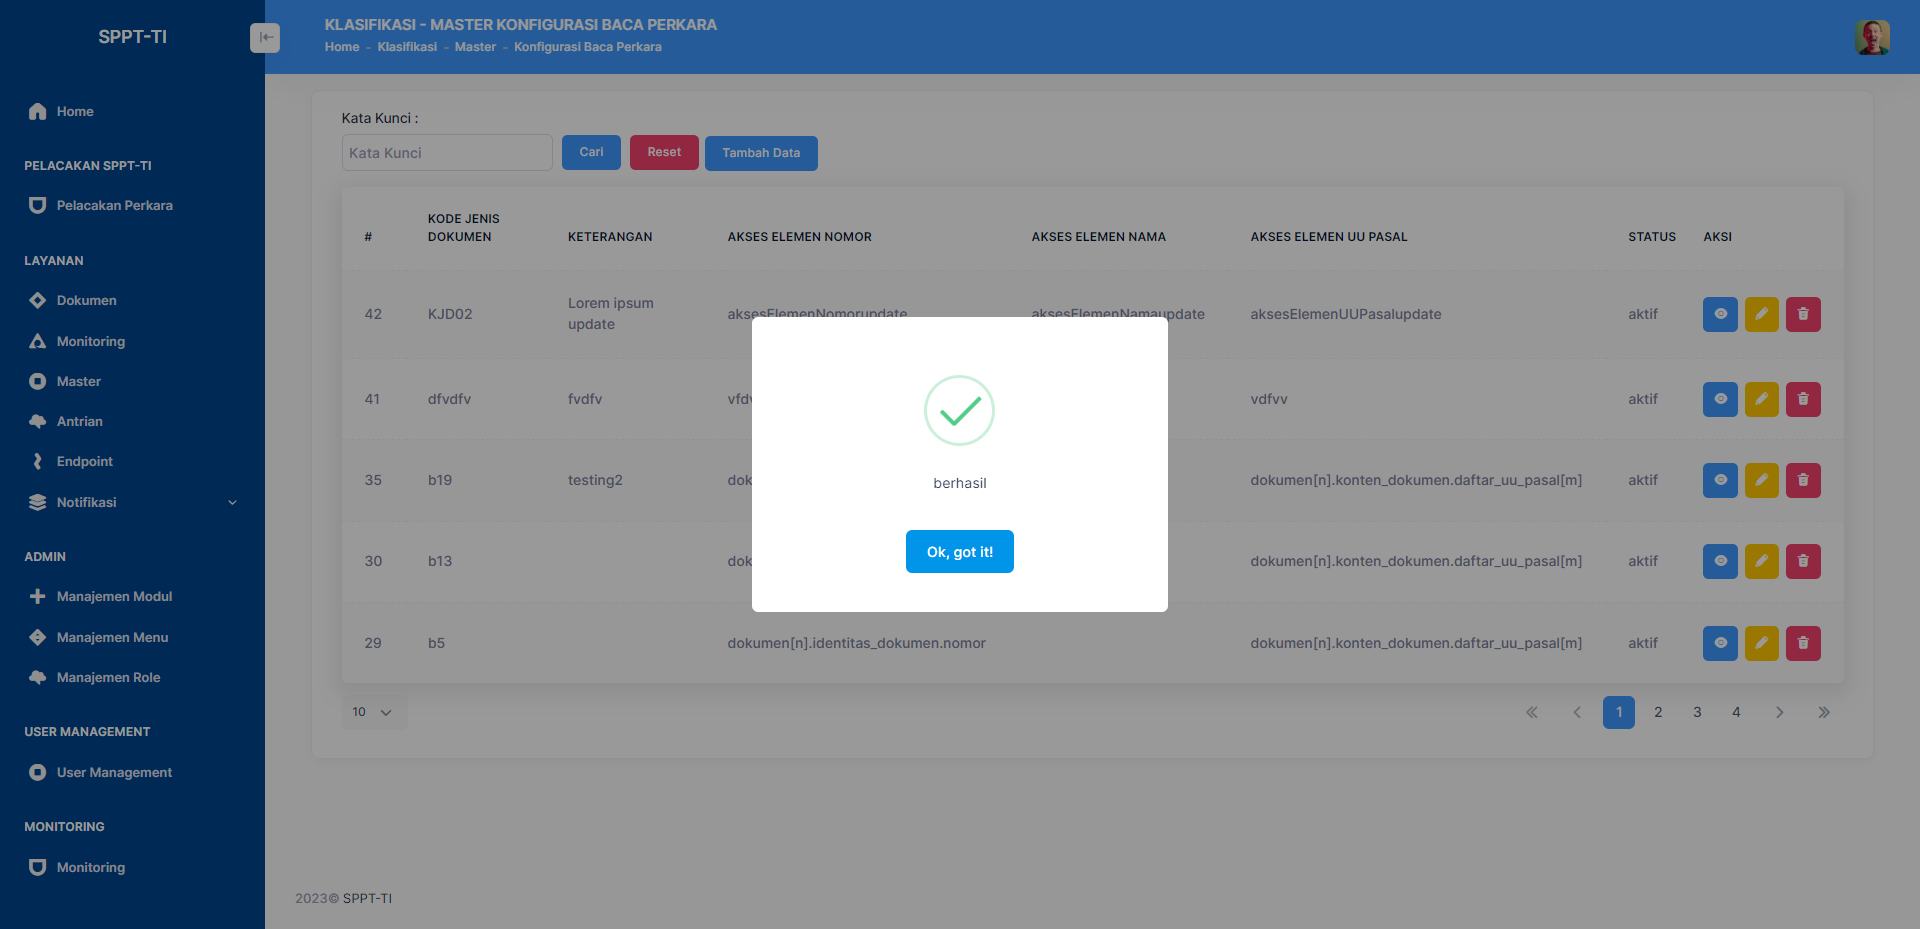 SPPT-TI
KLASIFIKASI - MASTER KONFIGURASI BACA PERKARA
Home - Klasifikasi - Master - Konfigurasi Baca Perkara
Home
PELACAKAN SPPT-TI
Pelacakan Perkara
LAYANAN
Dokumen
Monitoring
Master
Antrian
Endpoint
Notifikasi
ADMIN
Manajemen Modul
Manajemen Menu
Manajemen Role
USER MANAGEMENT
User Management
MONITORING
Monitoring
Kata Kunci :
Kata Kunci Cari Reset Tambah Data
# KODE JENIS DOKUMEN KETERANGAN AKSES ELEMEN NOMOR AKSES ELEMEN NAMA AKSES ELEMEN UU PASAL STATUS AKSI
42 KJD02 Lorem ipsum update aksesElemenNomorupdate aksesElemenNamaupdate aksesElemenUUPasalupdate aktif
41 dfvdfv fvdfv vdfvv aktif
35 b19 testing2 dok dokumen[n].konten_dokumen.daftar_uu_pasal[m] aktif
30 b13 dok dokumen[n].konten_dokumen.daftar_uu_pasal[m] aktif
29 b5 dokumen[n].identitas_dokumen.nomor dokumen[n].konten_dokumen.daftar_uu_pasal[m] aktif
berhasil
Ok, got it!
10
1 2 3 4
2023© SPPT-TI